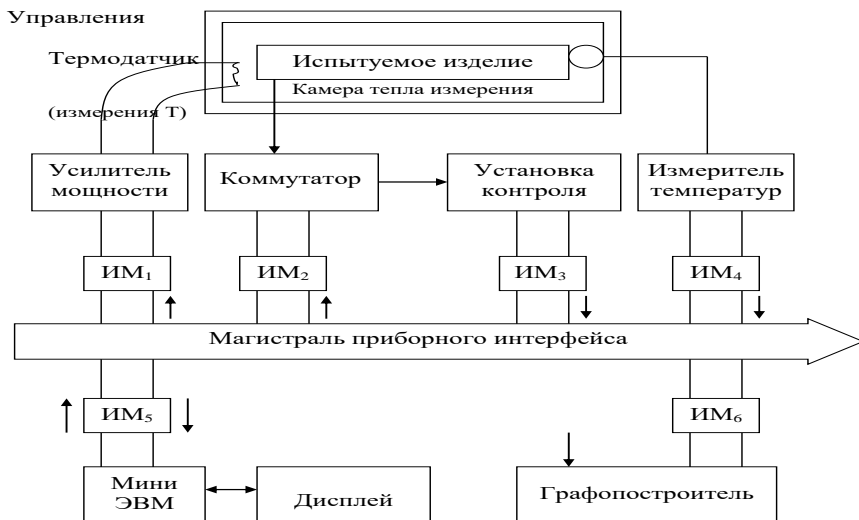 Управления
Термодатчик
Испытуемое изделие
Камера тепла измерения
(измерения Т)
Усилитель
мощности
Коммутатор
Установка
контроля
Измеритель
температур
ИМ₁
ИМ₂
ИМ₃
ИМ₄
Магистраль приборного интерфейса
ИМ₅
ИМ₆
Мини
ЭВМ
Дисплей
Графопостроитель